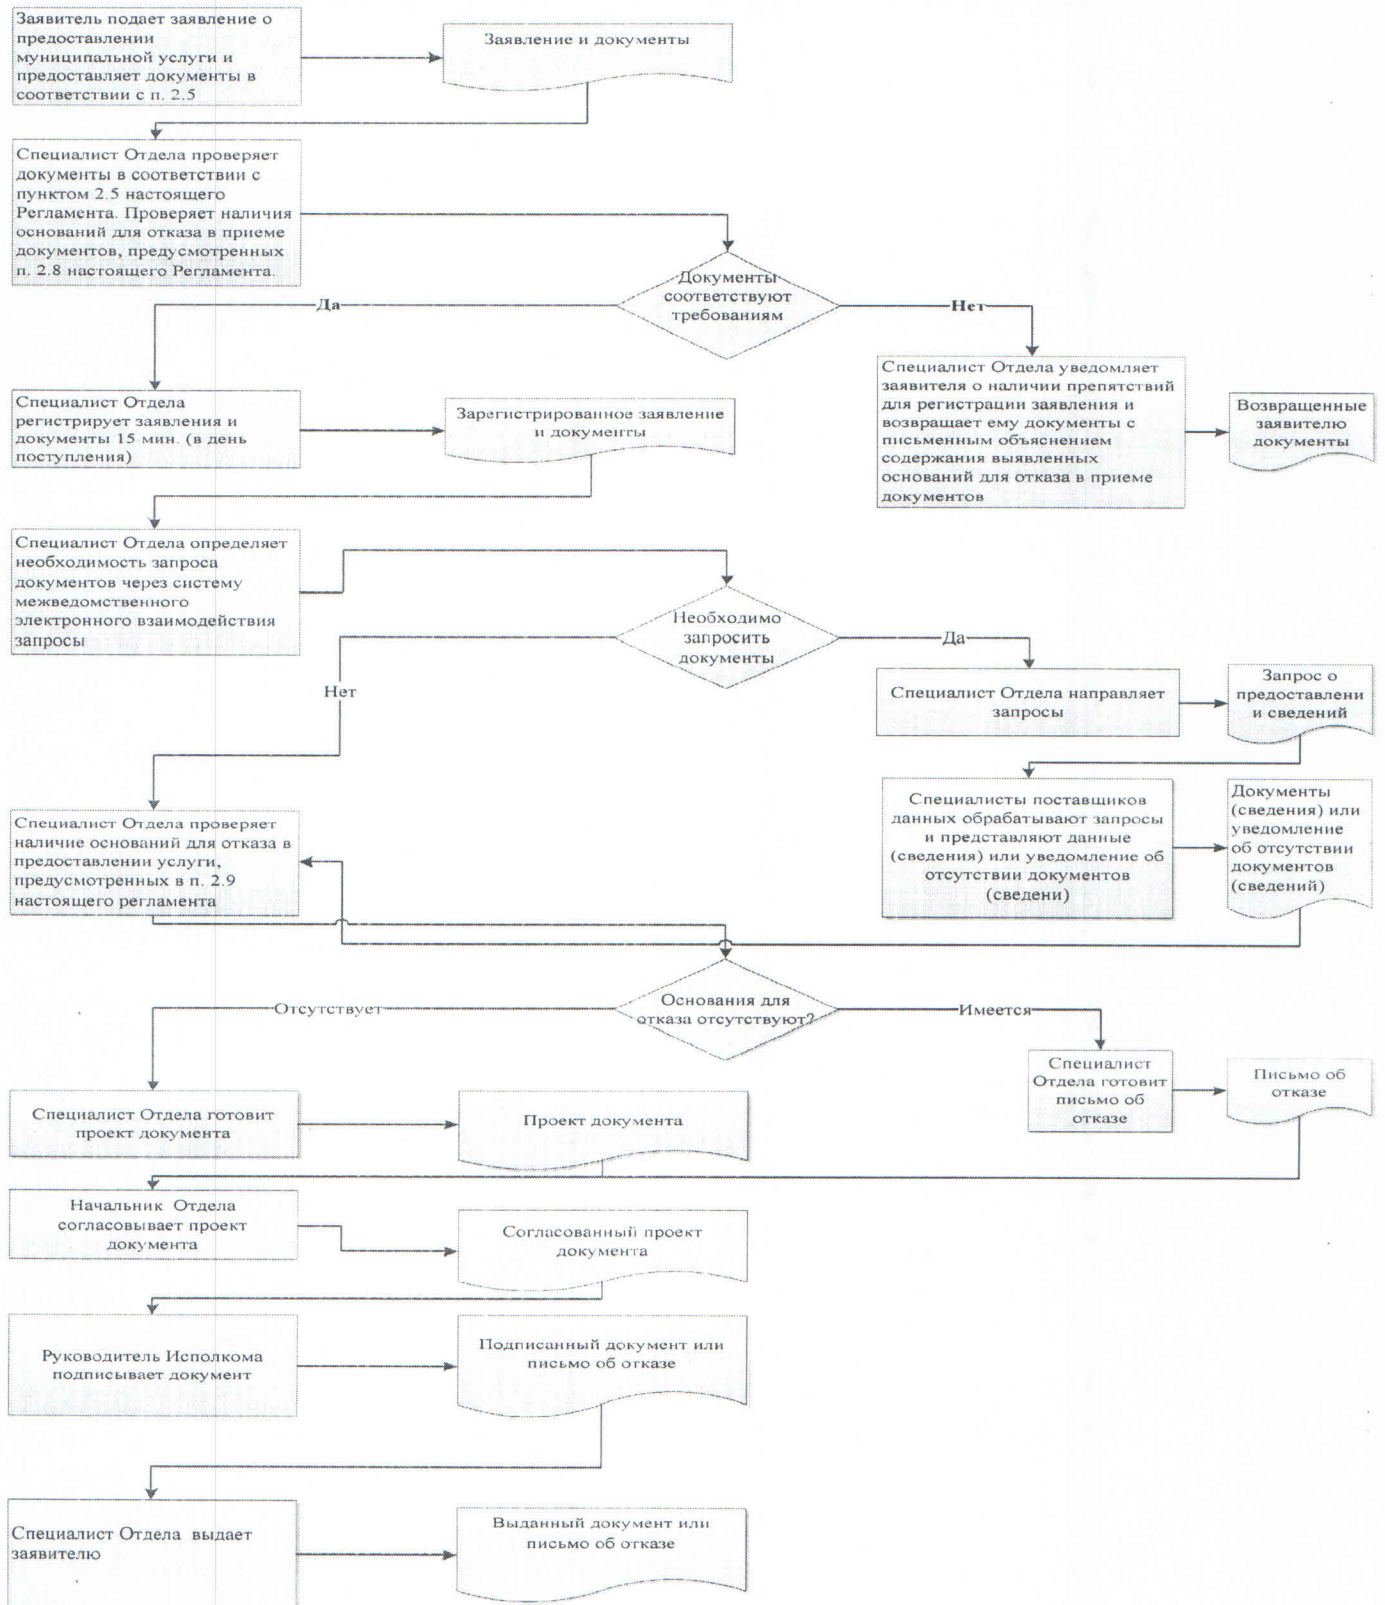 Заявитель подает заявление о
предоставлении
муниципальной услуги и
предоставляет документы в
соответствии с п. 2.5
Заявление и документы
Специалист Отдела проверяет
документы в соответствии с
пунктом 2.5 настоящего
Регламента. Проверяет наличия
оснований для отказа в приеме
документов, предусмотренных
п. 2.8 настоящего Регламента.
Документы
соответствуют
требованиям
Да
Нет
Специалист Отдела
регистрирует заявления и
документы 15 мин. (в день
поступления)
Зарегистрированное заявление
и документы
Специалист Отдела уведомляет
заявителя о наличии препятствий
для регистрации заявления и
возвращает ему документы с
письменным объяснением
содержания выявленных
оснований для отказа в приеме
документов
Возвращенные
заявителю
документы
Специалист Отдела определяет
необходимость запроса
документов через систему
межведомственного
электронного взаимодействия
запросы
Необходимо
запросить
документы
Да
Нет
Специалист Отдела направляет
запросы
Запрос о
предоставлени
и сведений
Специалисты поставщиков
данных обрабатывают запросы
и представляют данные
(сведения) или уведомление об
отсутствии документов
(сведени)
Документы
(сведения) или
уведомление
об отсутствии
документов
(сведений)
Специалист Отдела проверяет
наличие оснований для отказа в
предоставлении услуги,
предусмотренных в п. 2.9
настоящего регламента
Основания для
отказа отсутствуют?
Отсутствует
Имеется
Специалист Отдела готовит
проект документа
Проект документа
Специалист
Отдела готовит
письмо об
отказе
Письмо об
отказе
Начальник Отдела
согласовывает проект
документа
Согласованный проект
документа
Руководитель Исполкома
подписывает документ
Подписанный документ или
письмо об отказе
Специалист Отдела выдает
заявителю
Выданный документ или
письмо об отказе